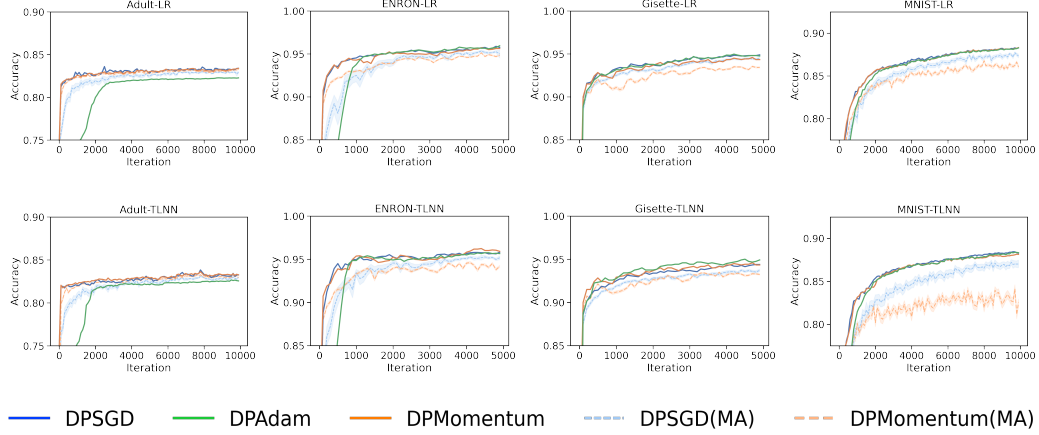 Adult-LR
ENRON-LR
Gisette-LR
MNIST-LR
0.90
0.85
0.80
0.75
Accuracy
0 2000 4000 6000 8000 10000
Iteration
1.00
0.95
0.90
0.85
Accuracy
0 1000 2000 3000 4000 5000
Iteration
1.00
0.95
0.90
0.85
Accuracy
0 1000 2000 3000 4000 5000
Iteration
0.90
0.85
0.80
Accuracy
0 2000 4000 6000 8000 10000
Iteration
Adult-TLNN
ENRON-TLNN
Gisette-TLNN
MNIST-TLNN
0.90
0.85
0.80
0.75
Accuracy
0 2000 4000 6000 8000 10000
Iteration
1.00
0.95
0.90
0.85
Accuracy
0 1000 2000 3000 4000 5000
Iteration
1.00
0.95
0.90
0.85
Accuracy
0 1000 2000 3000 4000 5000
Iteration
0.90
0.85
0.80
Accuracy
0 2000 4000 6000 8000 10000
Iteration
DPSGD DPAdam DPMomentum DPSGD(MA) DPMomentum(MA)